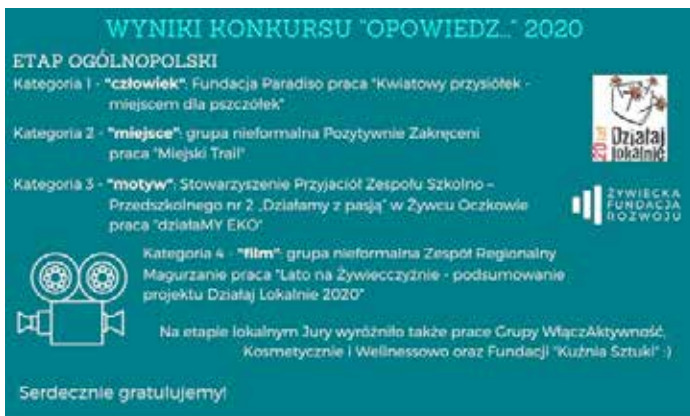 WYNIKI KONKURSU "OPOWIEDZ..." 2020
ETAP OGÓLNOPOLSKI
Kategoria 1 - "człowiek": Fundacja Paradiso praca "Kwiatowy przysiółek -
miejscem dla pszczółek"
Kategoria 2 - "miejsce": grupa nieformalna Pozytywnie Zakręceni
praca "Miejski Trail"
Kategoria 3 - "motyw": Stowarzyszenie Przyjaciół Zespołu Szkolno –
Przedszkolnego nr 2 „Działamy z pasją” w Żywcu Oczkowie
praca "działaMY EKO"
Kategoria 4 - "film": grupa nieformalna Zespół Regionalny
Magurzanie praca "Lato na Żywiecczyźnie - podsumowanie
projektu Działaj Lokalnie 2020"
Na etapie lokalnym Jury wyróżniło także prace Grupy WłączAktywność,
Kosmetycznie i Wellnessowo oraz Fundacji "Kuźnia Sztuki" :)
Serdecznie gratulujemy!
20 lat
Działaj
lokalnie
ŻYWIECKA
FUNDACJA
ROZWOJU